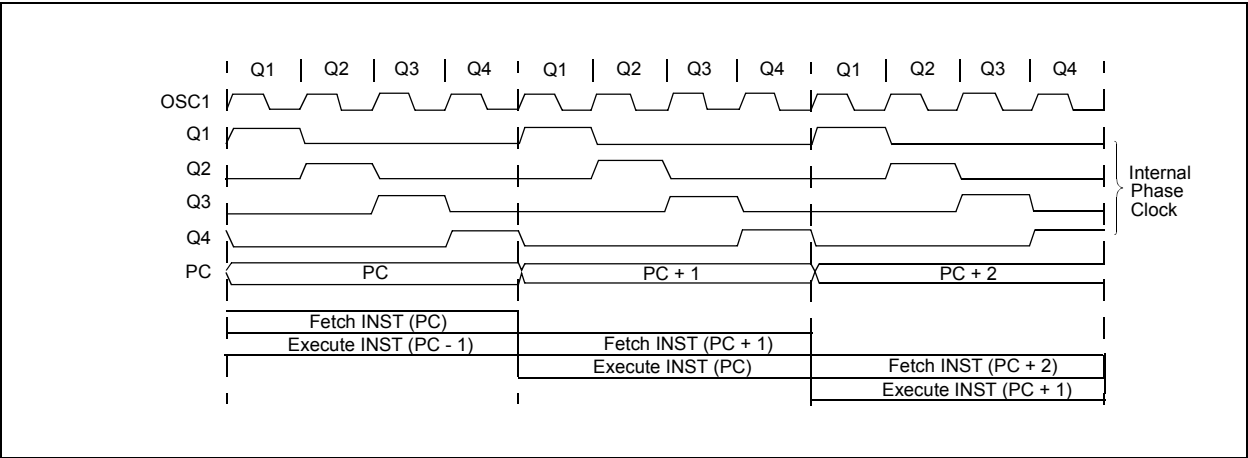 Q1 Q2 Q3 Q4 Q1 Q2 Q3 Q4 Q1 Q2 Q3 Q4
OSC1
Q1
Q2
Q3
Q4
PC
PC
PC + 1
PC + 2
Internal
Phase
Clock
Fetch INST (PC)
Execute INST (PC - 1)
Fetch INST (PC + 1)
Execute INST (PC)
Fetch INST (PC + 2)
Execute INST (PC + 1)